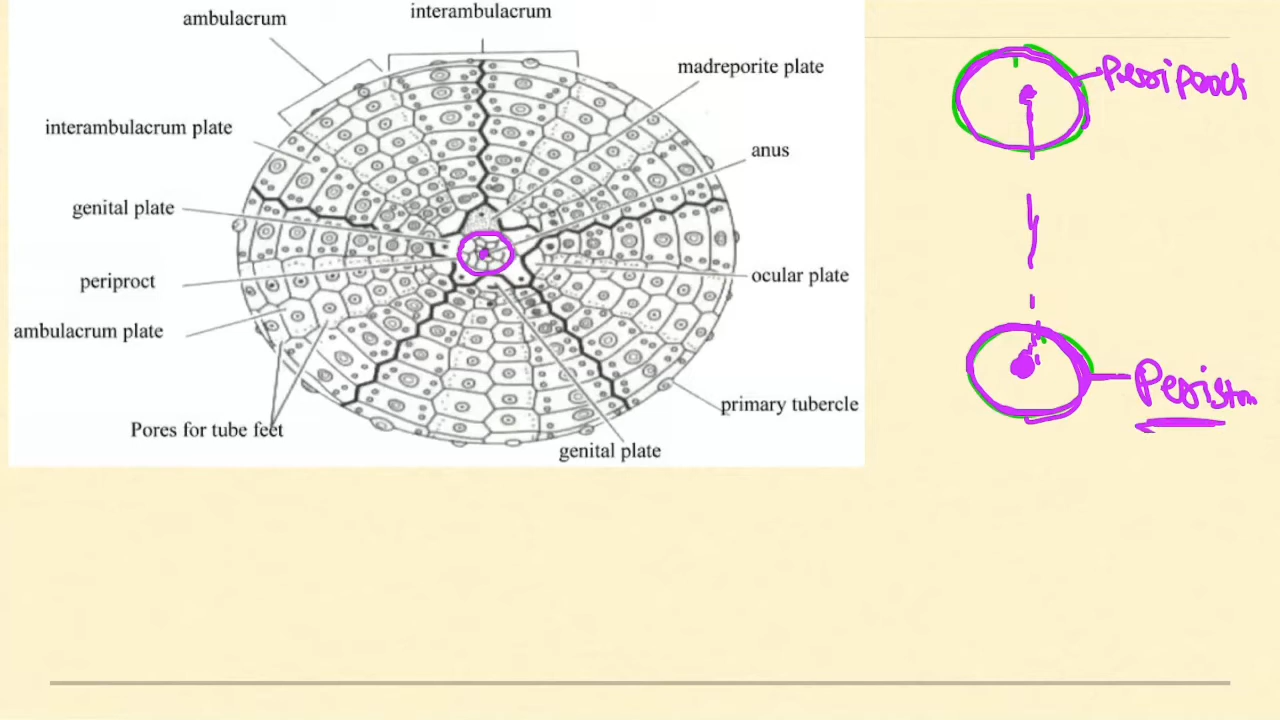 ambulacrum
interambulacrum
madreporite plate
interambulacrum plate
anus
genital plate
periproct
ocular plate
ambulacrum plate
primary tubercle
Pores for tube feet
genital plate
Peristom